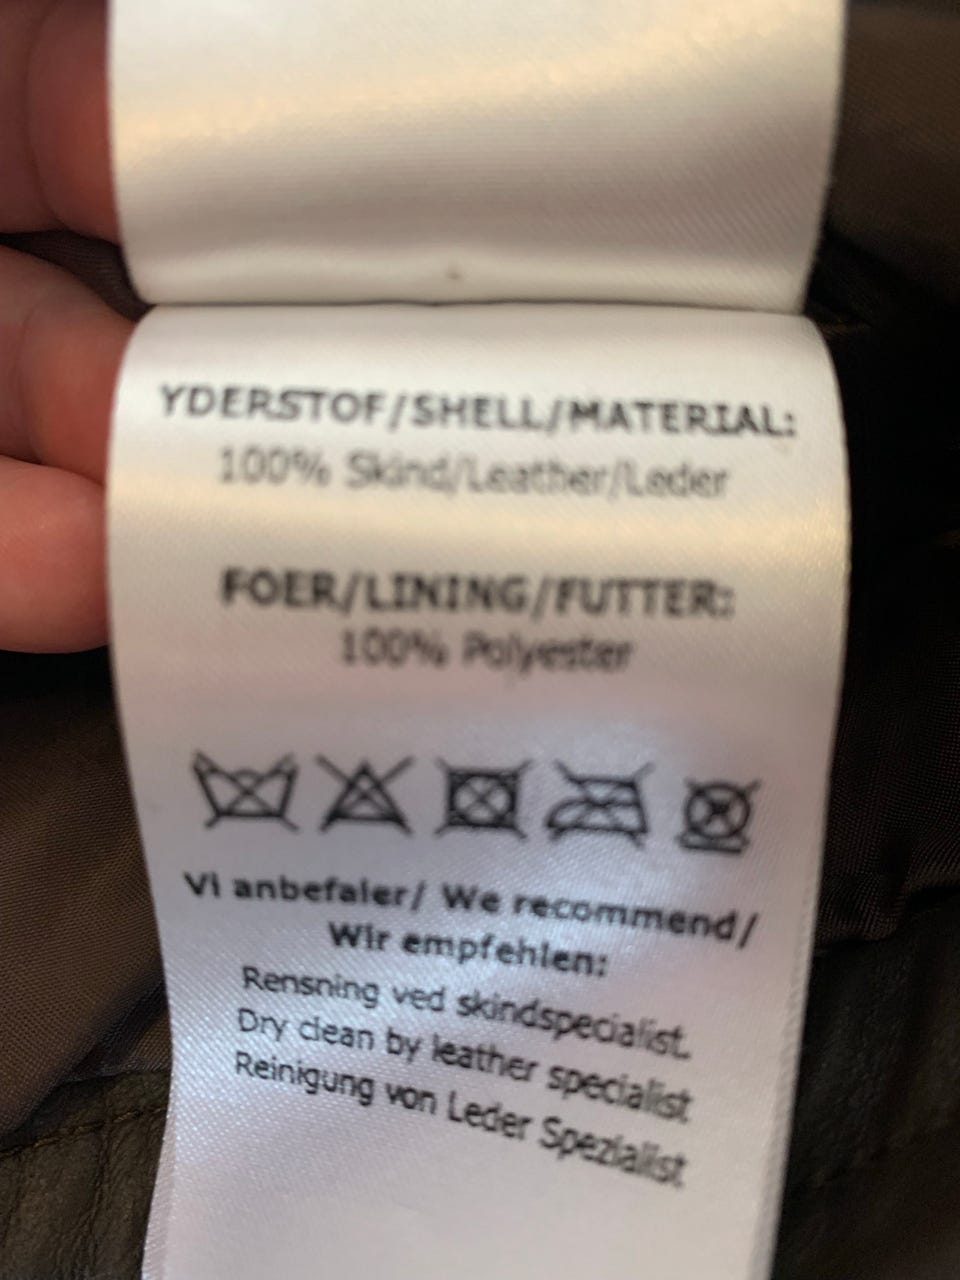 YDERSTOF/SHELL/MATERIAL:
100% Skind/Leather/Leder
FOER/LINING/FUTTER:
100% Polyester
Vi anbefaler/ We recommend/
Wir empfehlen:
Rensning ved skindspecialist.
Dry clean by leather specialist
Reinigung von Leder Spezialist